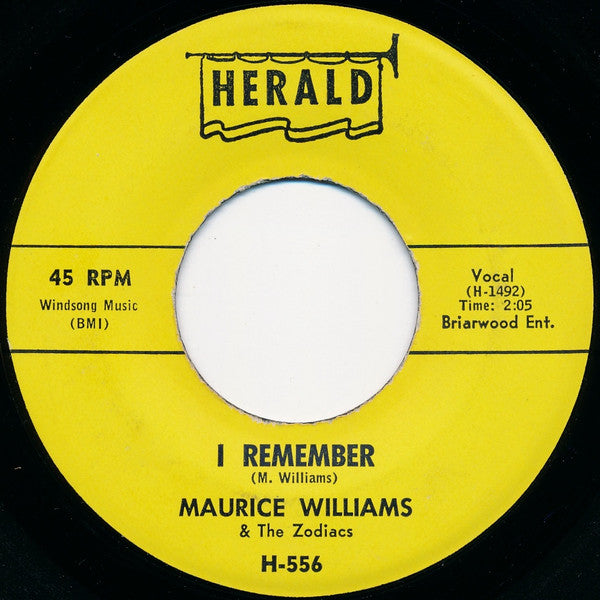 HERALD
45 RPM
Windsong Music
(BMI)
Vocal
(H-1492)
Time: 2:05
Briarwood Ent.
I REMEMBER
(M. Williams)
MAURICE WILLIAMS
& The Zodiacs
H-556